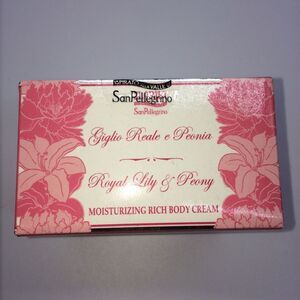 SanPellegrino
SanPellegrino
Giglio Reale e Peonia
Royal Lily & Peony
MOISTURIZING RICH BODY CREAM